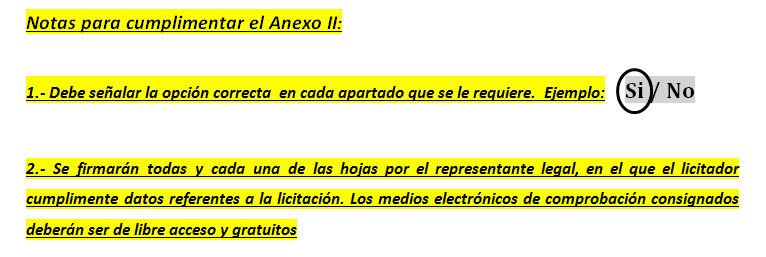 Notas para cumplimentar el Anexo II:
1.- Debe señalar la opción correcta en cada apartado que se le requiere. Ejemplo: Si / No
2.- Se firmarán todas y cada una de las hojas por el representante legal, en el que el licitador
cumplimente datos referentes a la licitación. Los medios electrónicos de comprobación consignados
deberán ser de libre acceso y gratuitos